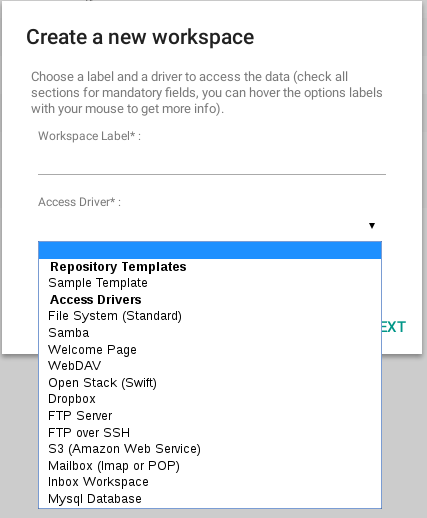 Create a new workspace
Choose a label and a driver to access the data (check all
sections for mandatory fields, you can hover the options labels
with your mouse to get more info).
Workspace Label* :
Access Driver* :
Repository Templates
Sample Template
Access Drivers
File System (Standard)
Samba
EXT
Welcome Page
WebDAV
Open Stack (Swift)
Dropbox
FTP Server
FTP over SSH
S3 (Amazon Web Service)
Mailbox (Imap or POP)
Inbox Workspace
Mysql Database